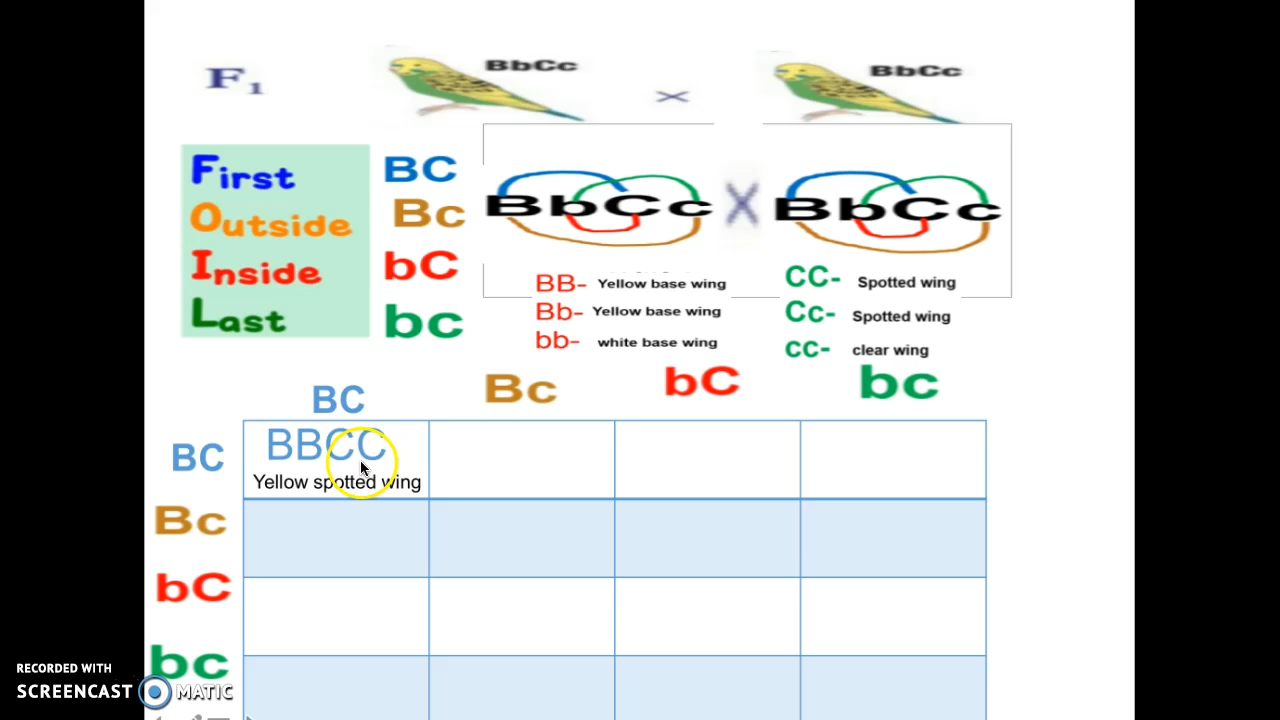 F1
BbCc
x
BbCc
First
Outside
Inside
Last
BC
Bc
bC
bc
BbCc X BbCc
BB- Yellow base wing
Bb- Yellow base wing
bb- white base wing
CC- Spotted wing
Cc- Spotted wing
cc- clear wing
BC Bc bC bc
BC BBCC
Yellow spotted wing
Bc
bC
bc
RECORDED WITH
SCREENCAST MATIC